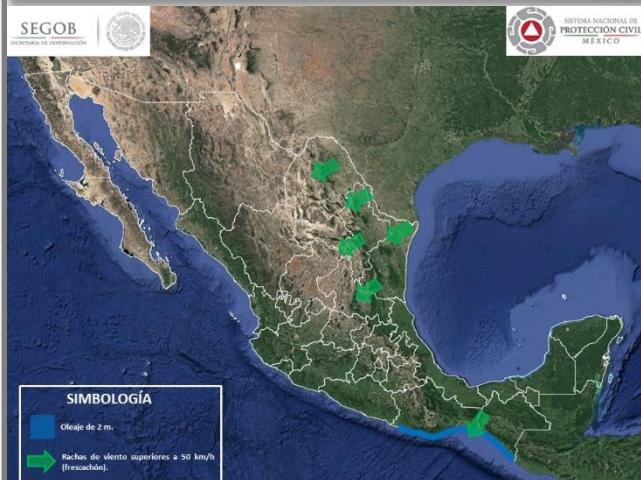 SEGOB
SECRETARÍA DE GOBERNACIÓN
SISTEMA NACIONAL DE
PROTECCIÓN CIVIL
MÉXICO
SIMBOLOGÍA
Oleaje de 2 m.
Rachas de viento superiores a 50 km/h
(frescachón).